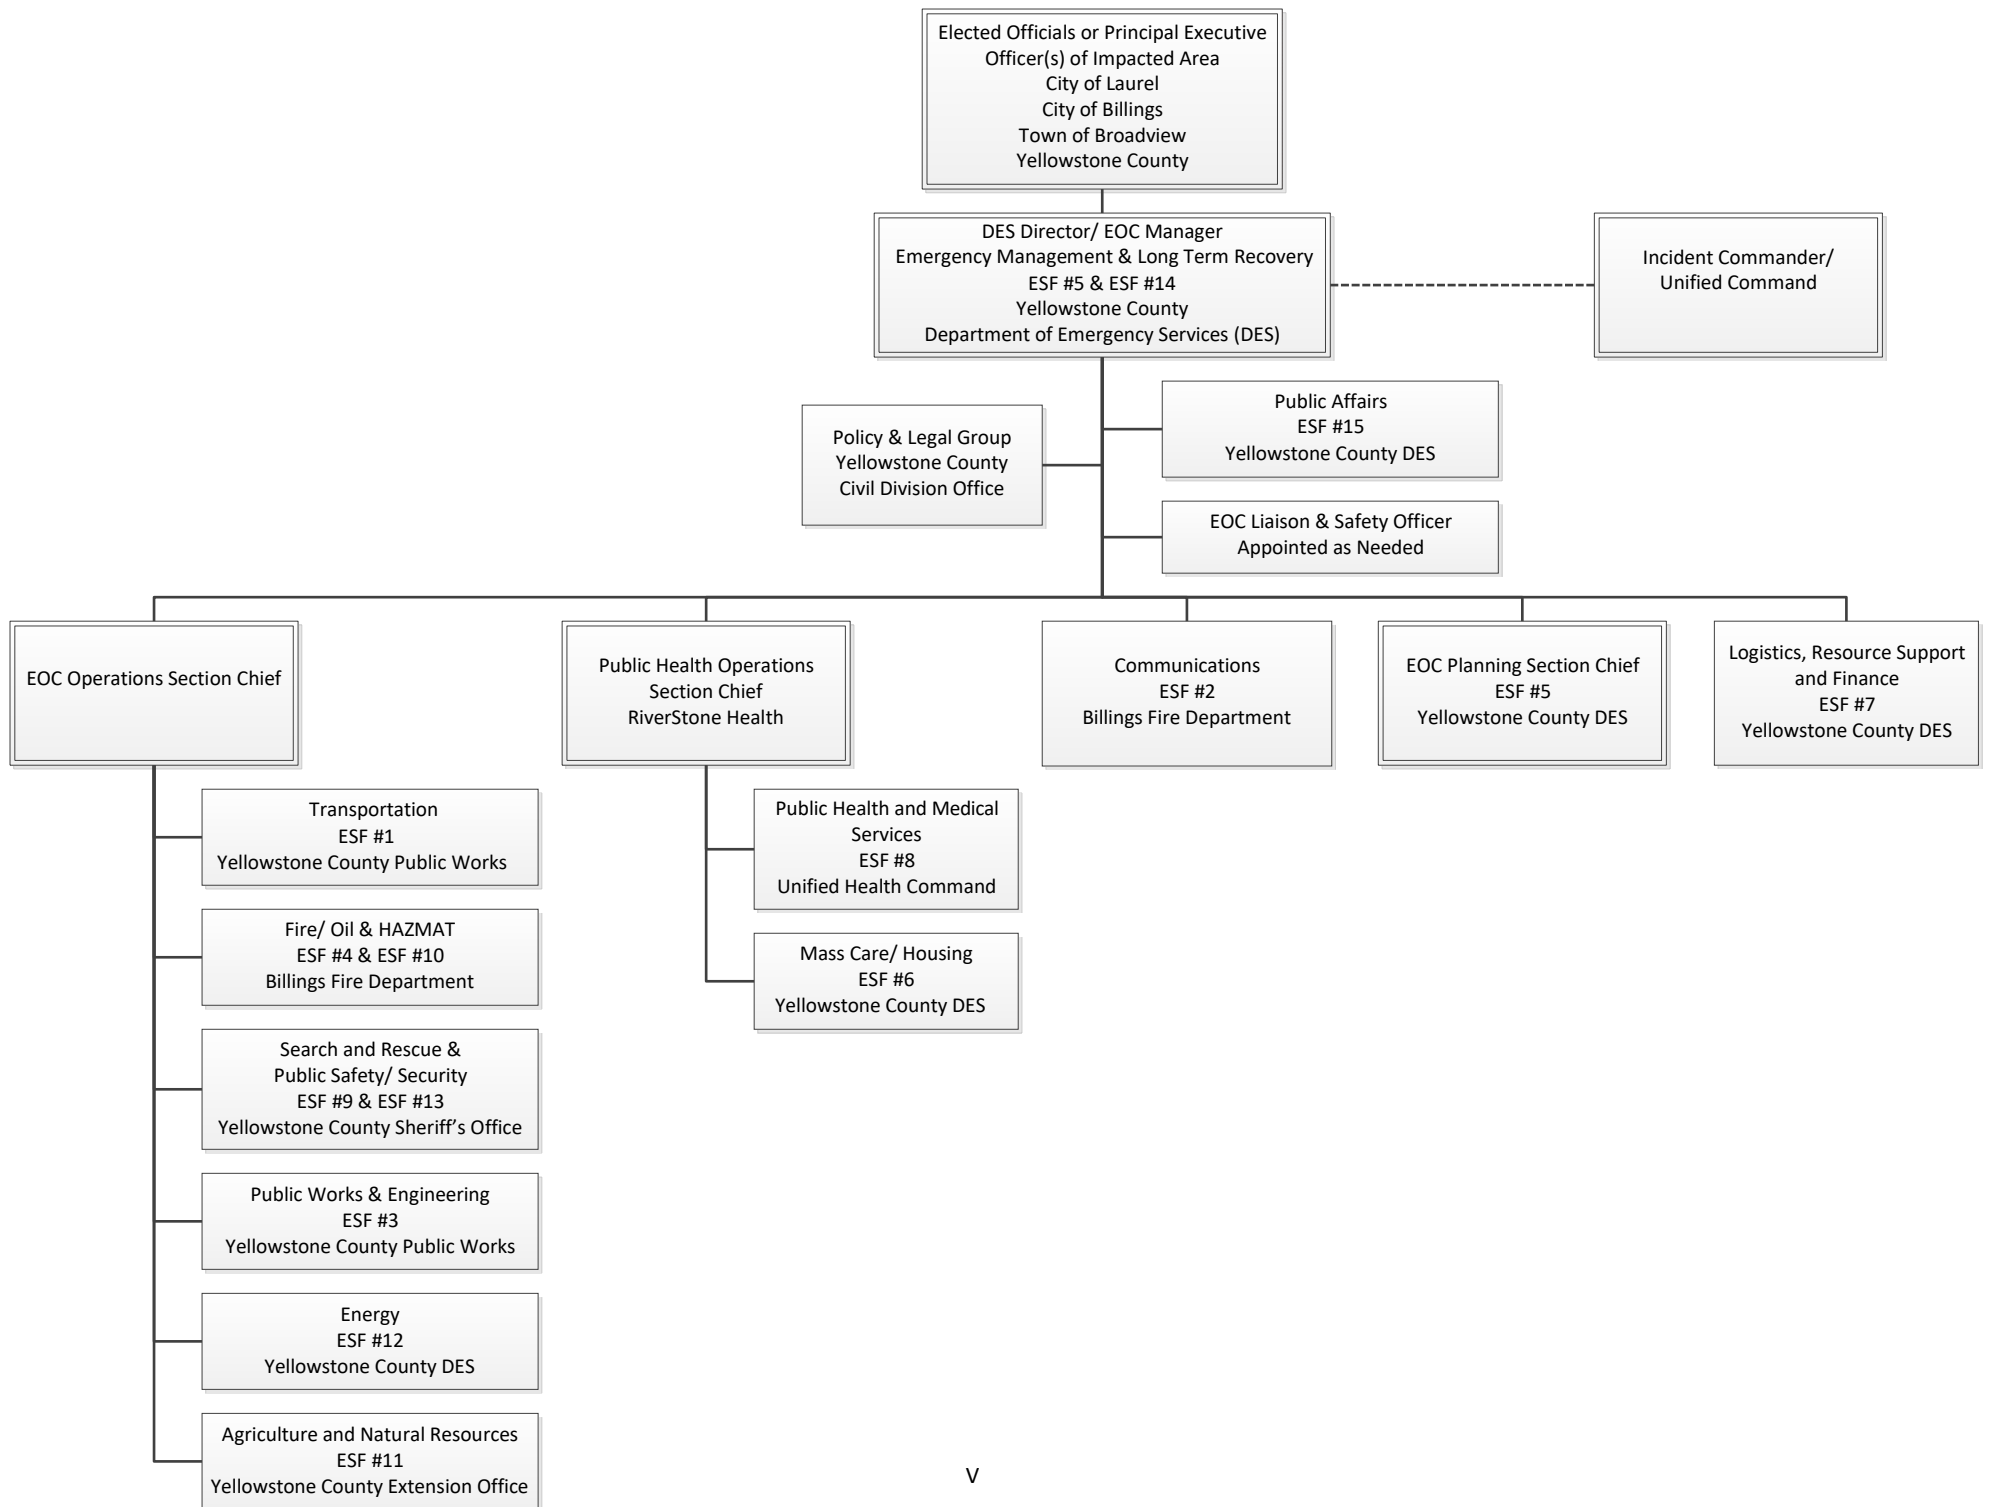 Elected Officials or Principal Executive
Officer(s) of Impacted Area
City of Laurel
City of Billings
Town of Broadview
Yellowstone County
DES Director/ EOC Manager
Emergency Management & Long Term Recovery
ESF #5 & ESF #14
Yellowstone County
Department of Emergency Services (DES)
Incident Commander/
Unified Command
Policy & Legal Group
Yellowstone County
Civil Division Office
Public Affairs
ESF #15
Yellowstone County DES
EOC Liaison & Safety Officer
Appointed as Needed
EOC Operations Section Chief
Public Health Operations
Section Chief
RiverStone Health
Communications
ESF #2
Billings Fire Department
EOC Planning Section Chief
ESF #5
Yellowstone County DES
Logistics, Resource Support
and Finance
ESF #7
Yellowstone County DES
Transportation
ESF #1
Yellowstone County Public Works
Fire/ Oil & HAZMAT
ESF #4 & ESF #10
Billings Fire Department
Search and Rescue &
Public Safety/ Security
ESF #9 & ESF #13
Yellowstone County Sheriff’s Office
Public Works & Engineering
ESF #3
Yellowstone County Public Works
Energy
ESF #12
Yellowstone County DES
Agriculture and Natural Resources
ESF #11
Yellowstone County Extension Office
Public Health and Medical
Services
ESF #8
Unified Health Command
Mass Care/ Housing
ESF #6
Yellowstone County DES
V